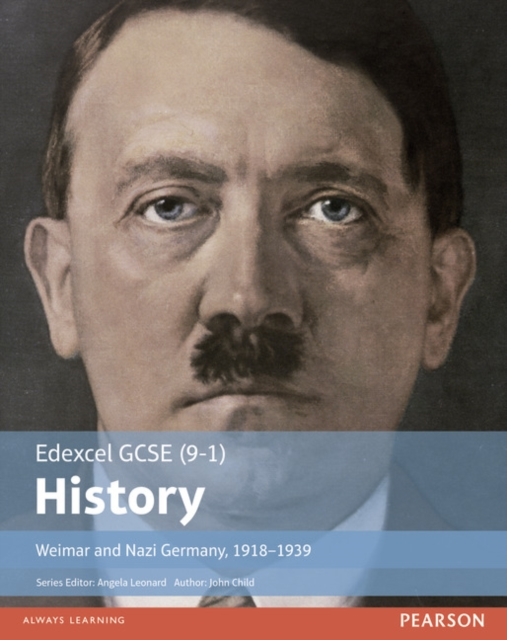 Edexcel GCSE (9-1)
History
Weimar and Nazi Germany, 1918–1939
Series Editor: Angela Leonard Author: John Child
ALWAYS LEARNING
PEARSON